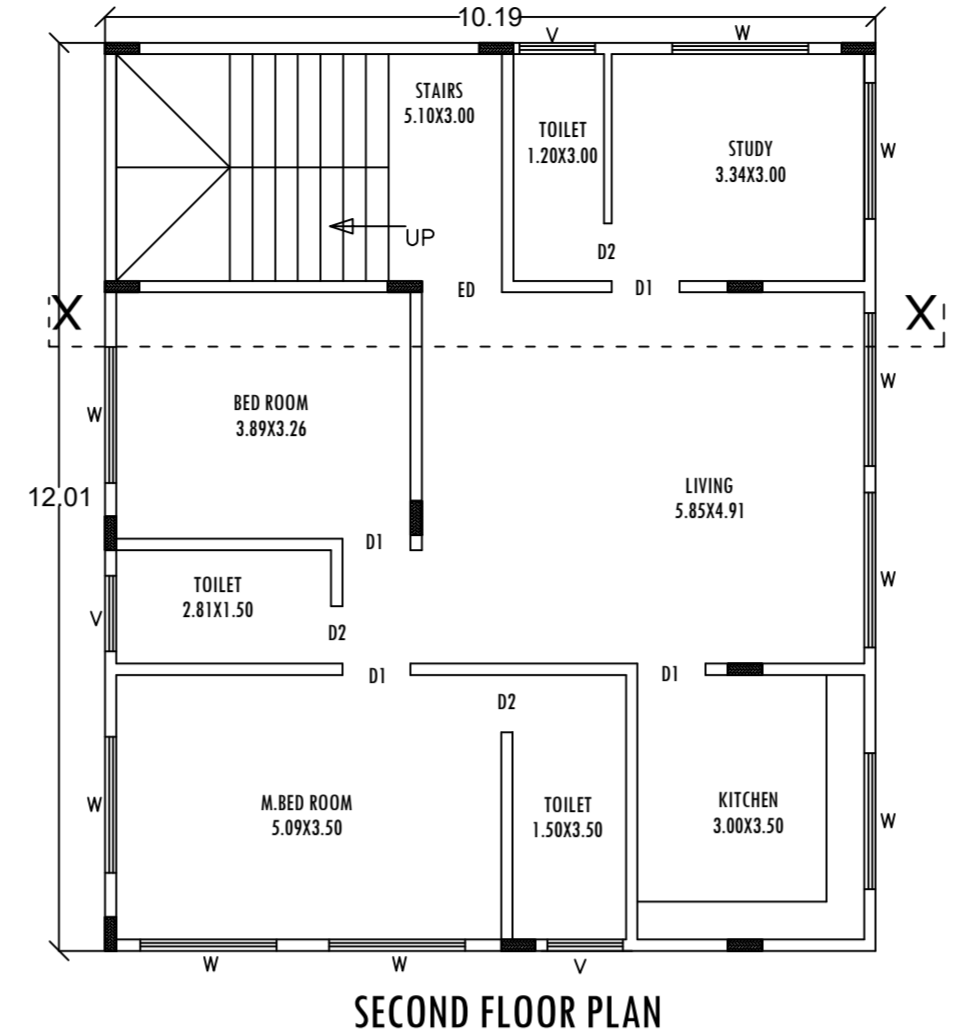 10.19
V
W
STAIRS
5.10X3.00
TOILET
1.20X3.00
STUDY
3.34X3.00
W
UP
D2
ED
D1
X
X
W
BED ROOM
3.89X3.26
W
12.01
LIVING
5.85X4.91
D1
TOILET
2.81X1.50
W
V
D2
D1
D1
D2
M.BED ROOM
5.09X3.50
W
TOILET
1.50X3.50
KITCHEN
3.00X3.50
W
W
W
V
SECOND FLOOR PLAN